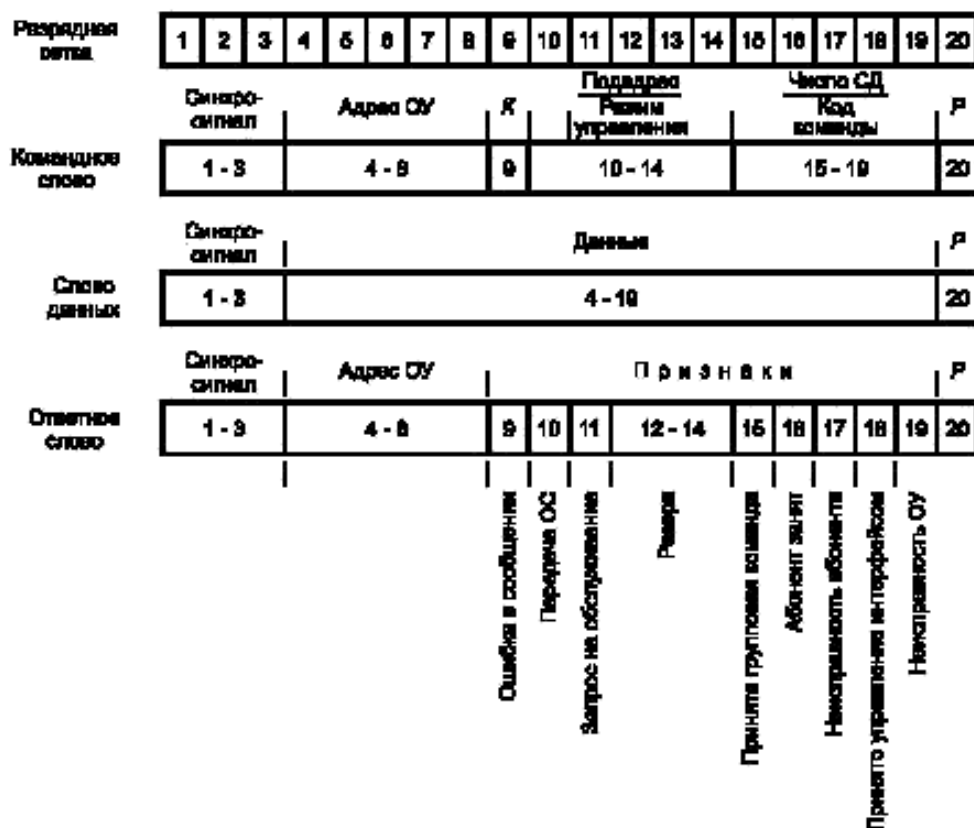 Разрядная
сетка
1 2 3 4 5 6 7 8 9 10 11 12 13 14 15 16 17 18 19 20
Синхро-
сигнал
Адрес ОУ
K
Подадрес
Режим
управления
Число СД
Код
команды
P
Командное
слово
1 - 3
4 - 8
9
10 - 14
15 - 19
20
Синхро-
сигнал
Данные
P
Слово
данных
1 - 3
4 - 19
20
Синхро-
сигнал
Адрес ОУ
Признаки
P
Ответное
слово
1 - 3
4 - 8
9
10
11
12 - 14
15
16
17
18
19
20
Ошибка в сообщении
Передача ОС
Запрос на обслуживание
Резерв
Принята групповая команда
Абонент занят
Неисправность абонента
Принято управление интерфейсом
Неисправность ОУ